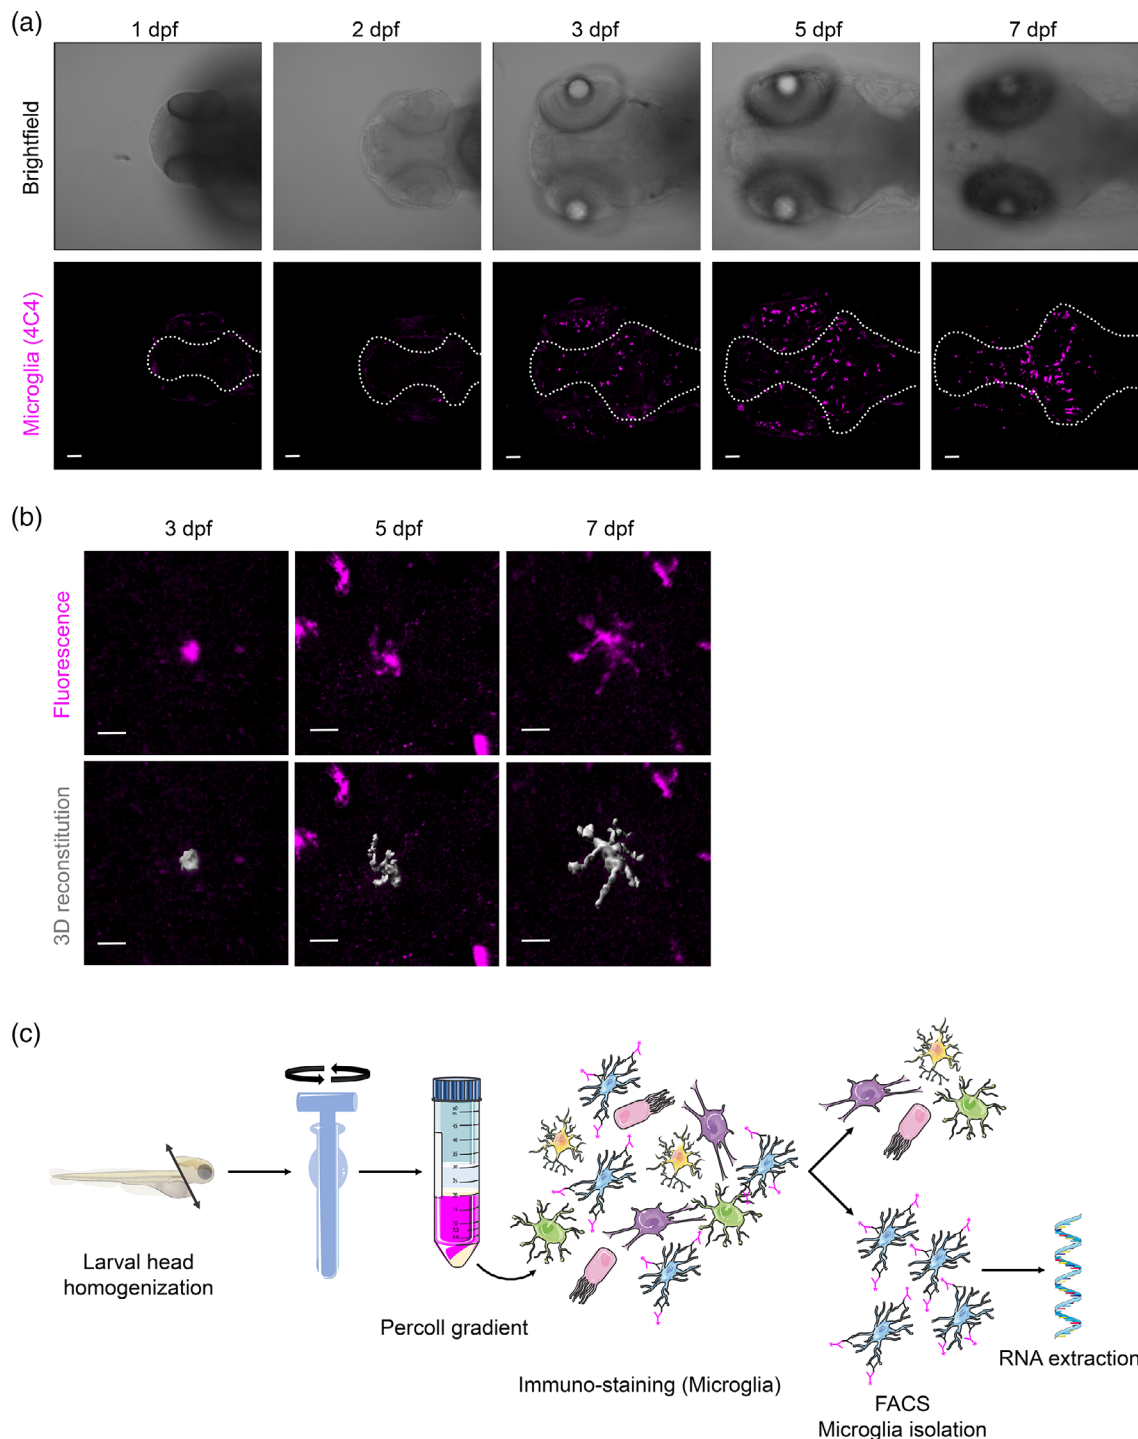 (a)
1 dpf
2 dpf
3 dpf
5 dpf
7 dpf
Brightfield
Microglia (4C4)
(b)
3 dpf
5 dpf
7 dpf
Fluorescence
3D reconstitution
(c)
Larval head
homogenization
Percoll gradient
Immuno-staining (Microglia)
FACS
Microglia isolation
RNA extraction